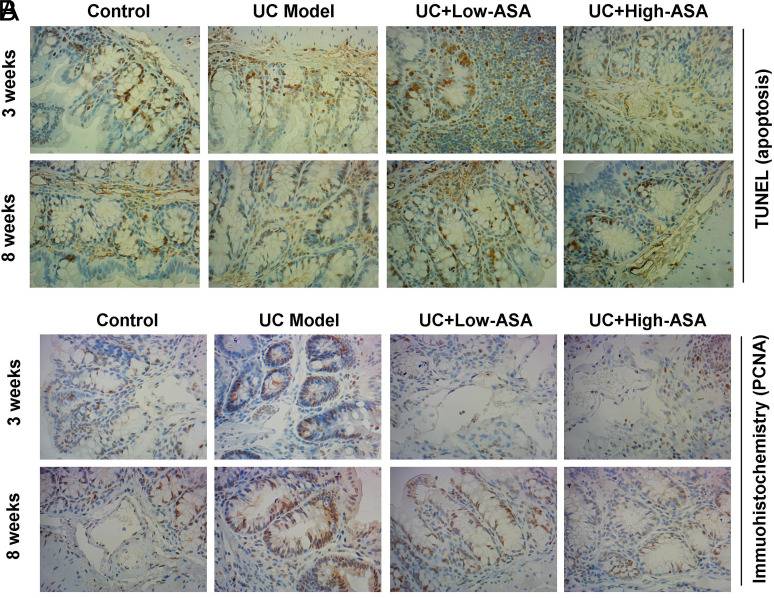 A
Control UC Model UC+Low-ASA UC+High-ASA
3 weeks
8 weeks
TUNEL (apoptosis)
Control UC Model UC+Low-ASA UC+High-ASA
3 weeks
8 weeks
Immuohistochemistry (PCNA)